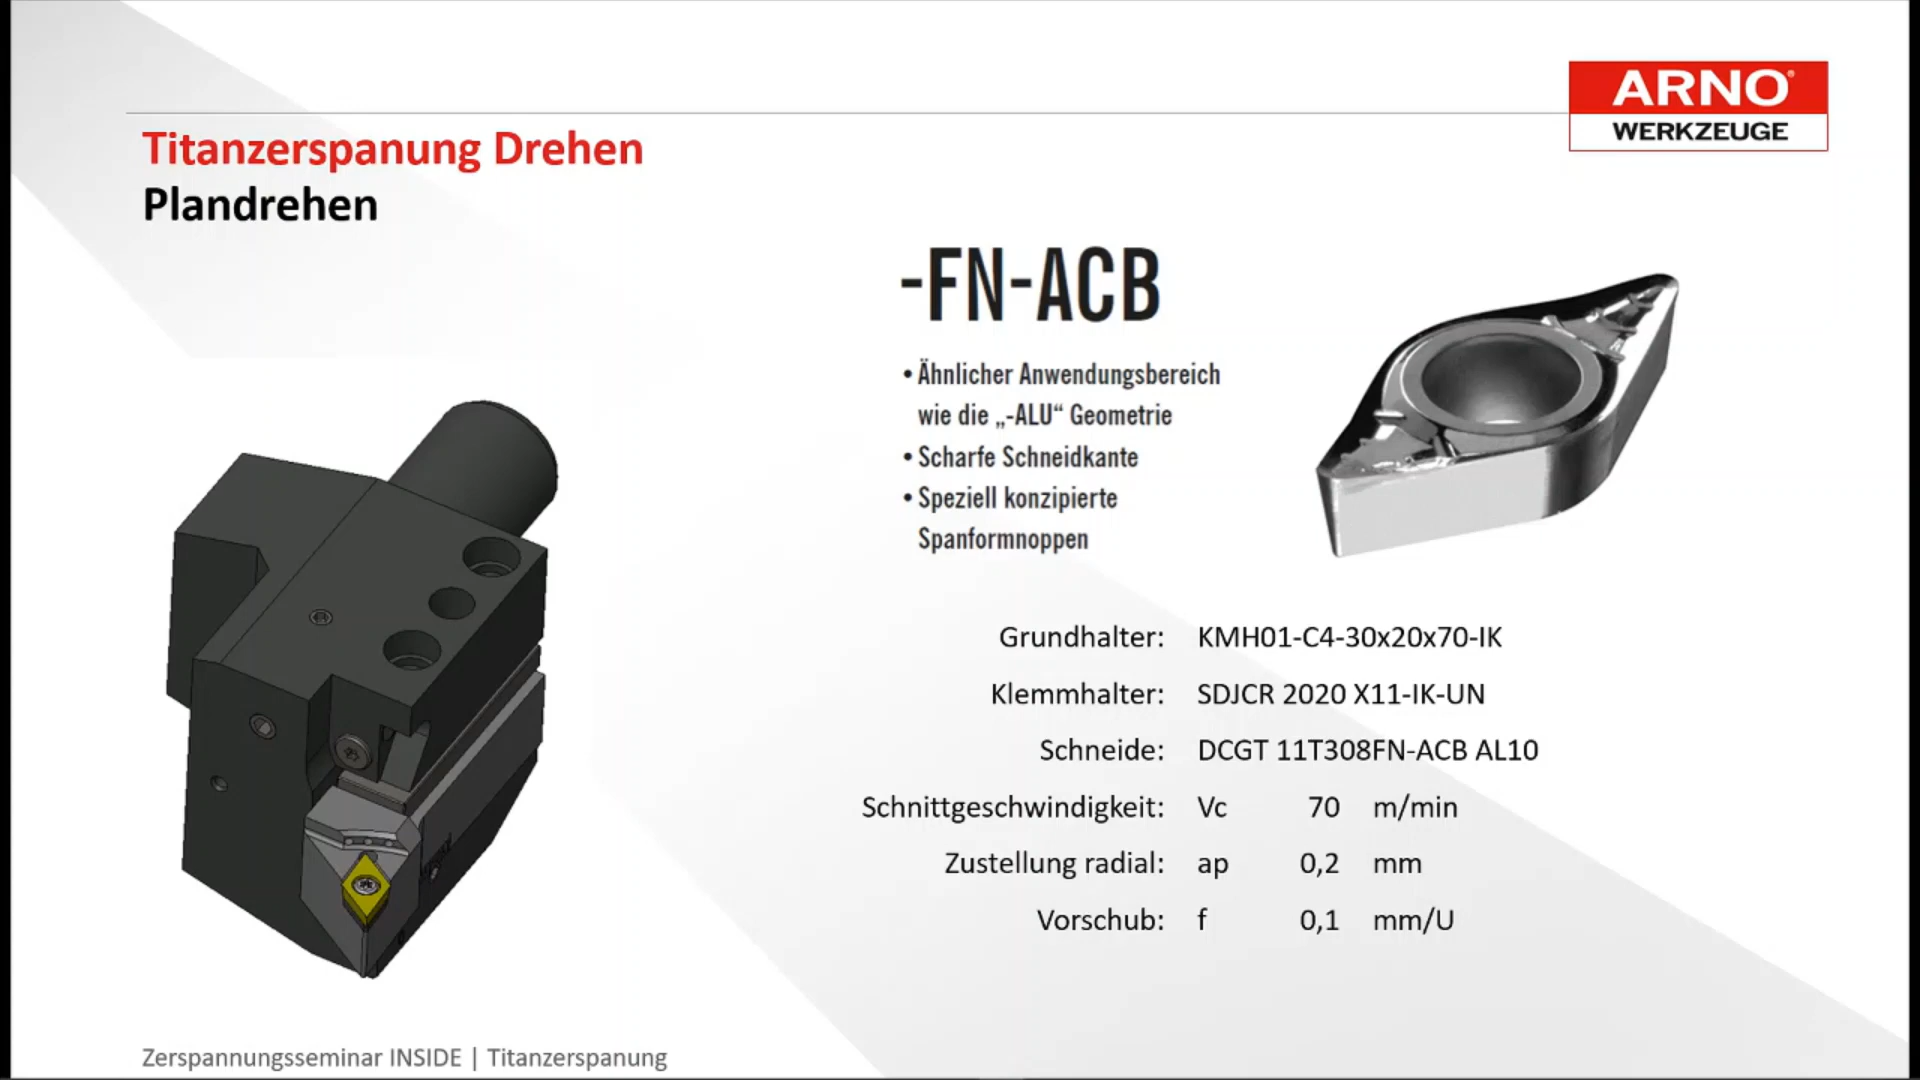 ARNO®
WERKZEUGE
Titanzerspanung Drehen
Plandrehen
-FN-ACB
• Ähnlicher Anwendungsbereich
wie die „-ALU“ Geometrie
• Scharfe Schneidkante
• Speziell konzipierte
Spanformnoppen
Grundhalter: KMH01-C4-30x20x70-IK
Klemmhalter: SDJCR 2020 X11-IK-UN
Schneide: DCGT 11T308FN-ACB AL10
Schnittgeschwindigkeit: Vc 70 m/min
Zustellung radial: ap 0,2 mm
Vorschub: f 0,1 mm/U
Zerspannungsseminar INSIDE | Titanzerspanung